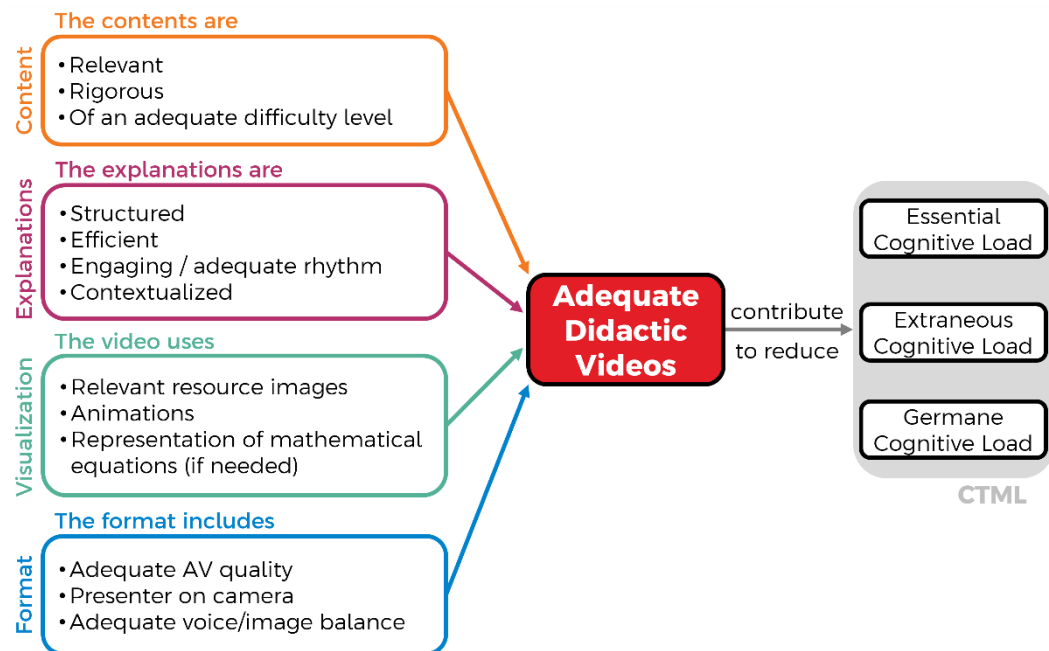 Content
The contents are
• Relevant
• Rigorous
• Of an adequate difficulty level
Explanations
The explanations are
• Structured
• Efficient
• Engaging / adequate rhythm
• Contextualized
Visualization
The video uses
• Relevant resource images
• Animations
• Representation of mathematical
equations (if needed)
Format
The format includes
• Adequate AV quality
• Presenter on camera
• Adequate voice/image balance
Adequate
Didactic
Videos
contribute
to reduce
Essential
Cognitive Load
Extraneous
Cognitive Load
Germane
Cognitive Load
CTML